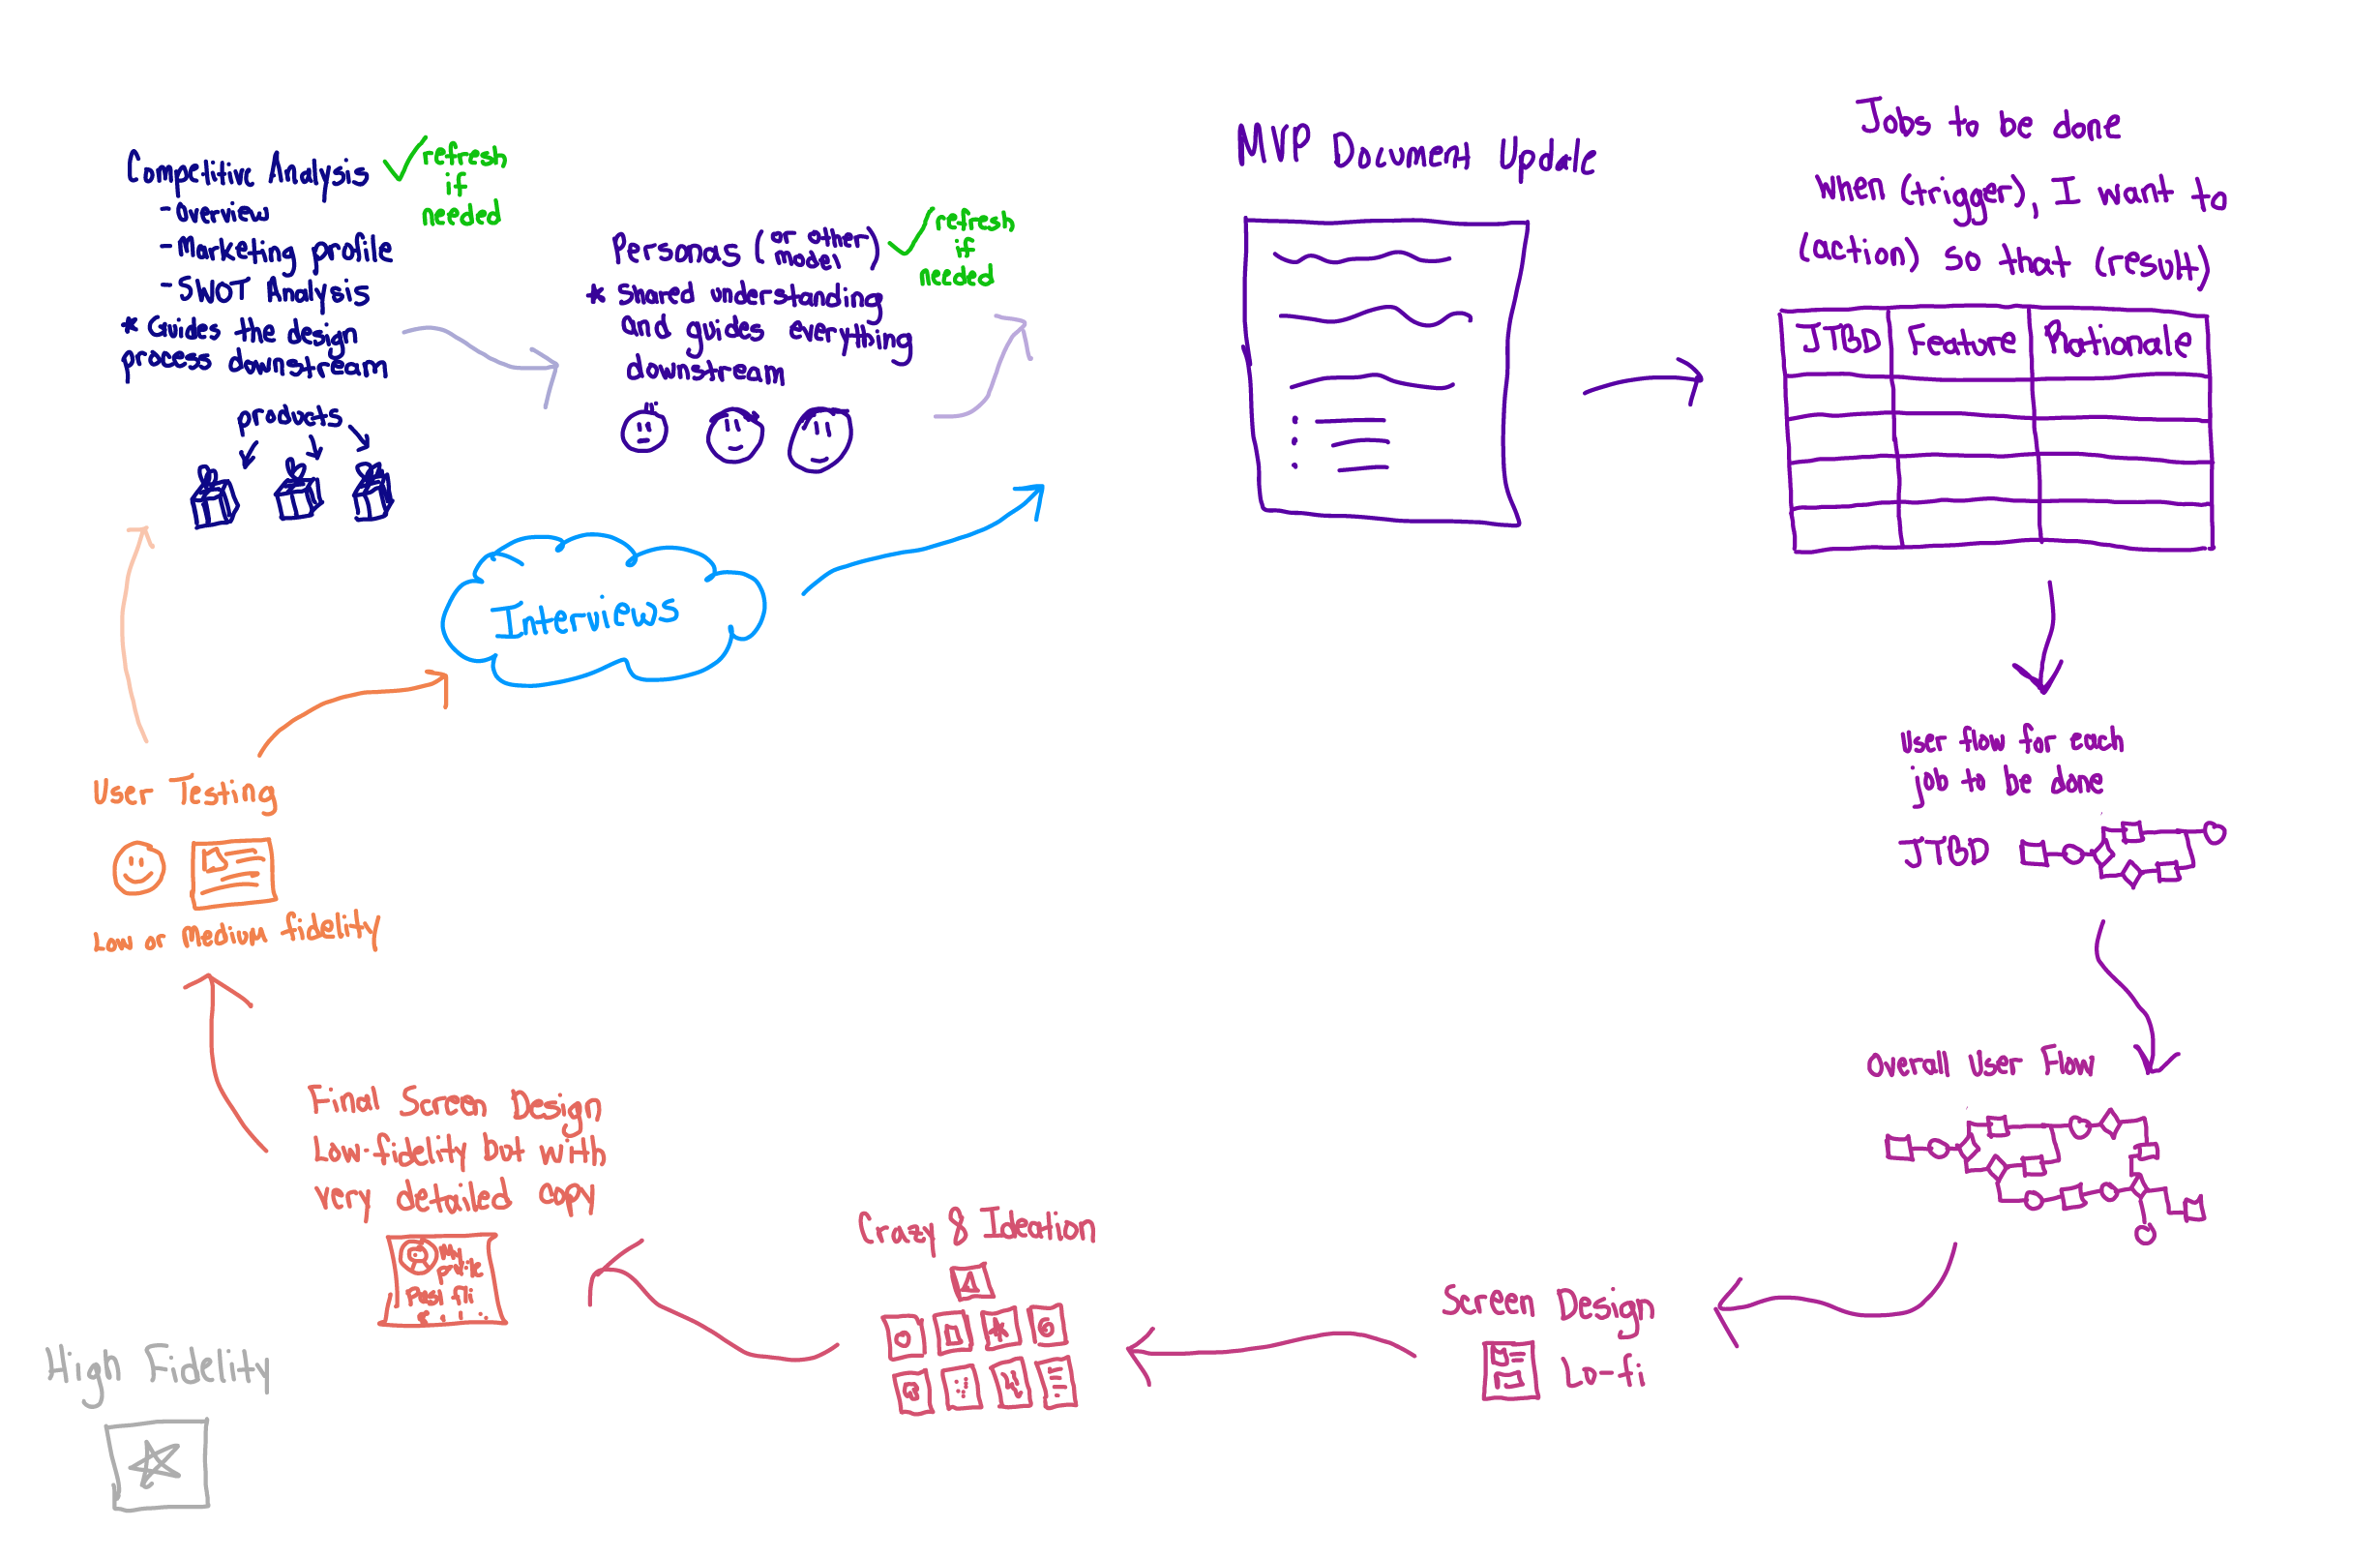 Competitive Analysis
- Overview
- Marketing profile
- SWOT Analysis
* Guides the design
process downstream
products
✓ refresh
if
needed
Personas (or other
model)
* Shared understanding
and guides everything
downstream
✓ refresh
if
needed
MVP Document Update
Jobs to be done
When (trigger), I want to
(action) so that (result)
JTBD Feature Rationale
User flow for each
job to be done
JTBD
Overall User Flow
Screen Design
Lo-fi
Crazy 8 Ideation
Final Screen Design
Low-fidelity but with
very detailed copy
My
User Testing
Low or Medium fidelity
Interviews
High Fidelity